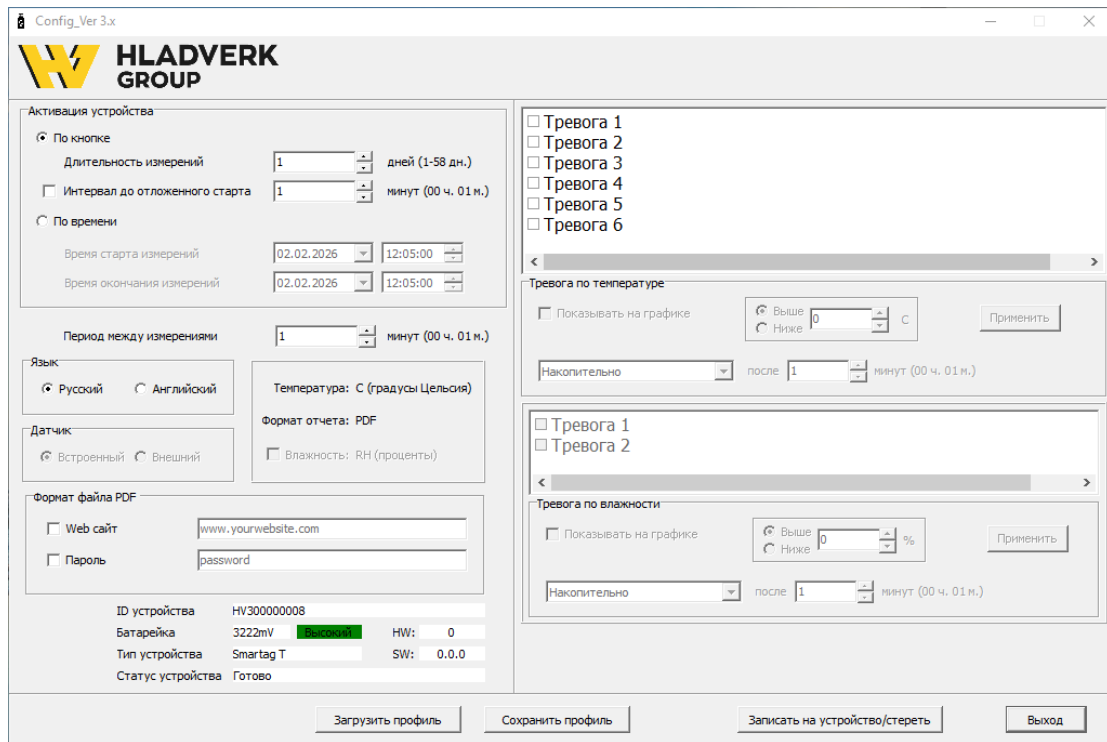 Config_Ver 3.x
HLADVERK
GROUP
Активация устройства
По кнопке
Длительность измерений 1 дней (1-58 дн.)
Интервал до отложенного старта 1 минут (00 ч. 01 м.)
По времени
Время старта измерений 02.02.2026 12:05:00
Время окончания измерений 02.02.2026 12:05:00
Период между измерениями 1 минут (00 ч. 01 м.)
Язык
Русский Английский
Датчик
Встроенный Внешний
Температура: C (градусы Цельсия)
Формат отчета: PDF
Влажность: RH (проценты)
Формат файла PDF
Web сайт www.yourwebsite.com
Пароль password
ID устройства HV300000008
Батарейка 3222mV Высокий HW: 0
Тип устройства Smartag T SW: 0.0.0
Статус устройства Готово
Тревога 1
Тревога 2
Тревога 3
Тревога 4
Тревога 5
Тревога 6
Тревога по температуре
Показывать на графике Выше 0 C Применить
Ниже
Накопительно после 1 минут (00 ч. 01 м.)
Тревога 1
Тревога 2
Тревога по влажности
Показывать на графике Выше 0 % Применить
Ниже
Накопительно после 1 минут (00 ч. 01 м.)
Загрузить профиль Сохранить профиль Записать на устройство/стереть Выход